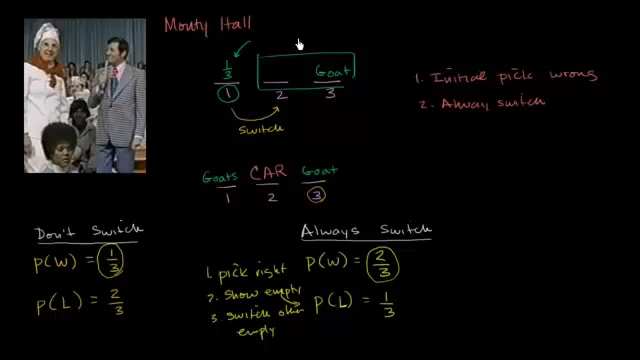 Monty Hall
1/3 Goat
1 2 3
Switch
1. Initial pick wrong
2. Alway switch
Goats CAR Goat
1 2 3
Don't Switch
P(W) = 1/3
P(L) = 2/3
1. pick right
2. Show empty
3. Switch
empty
Always Switch
P(W) = 2/3
P(L) = 1/3